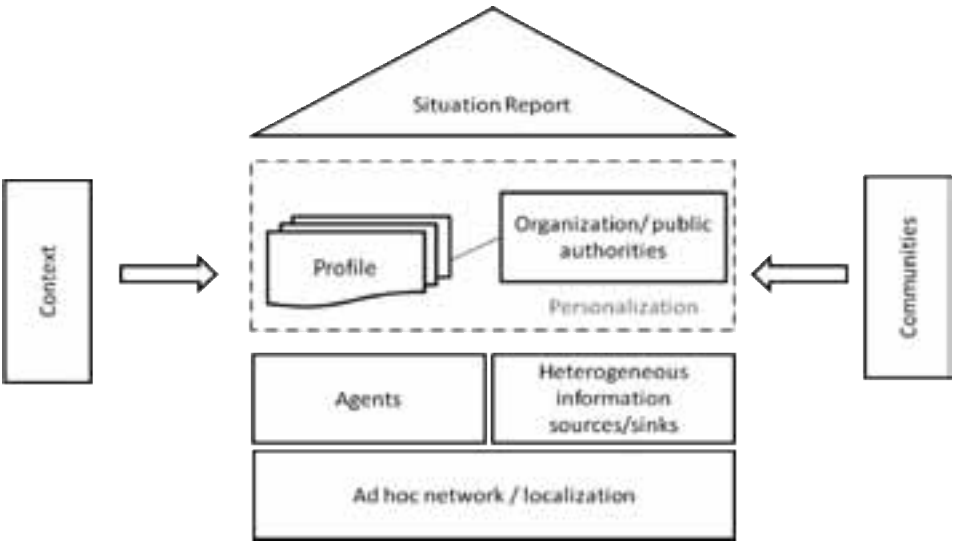 Situation Report
Context
Profile
Organization/ public
authorities
Personalization
Communities
Agents
Heterogeneous
information
sources/sinks
Ad hoc network / localization